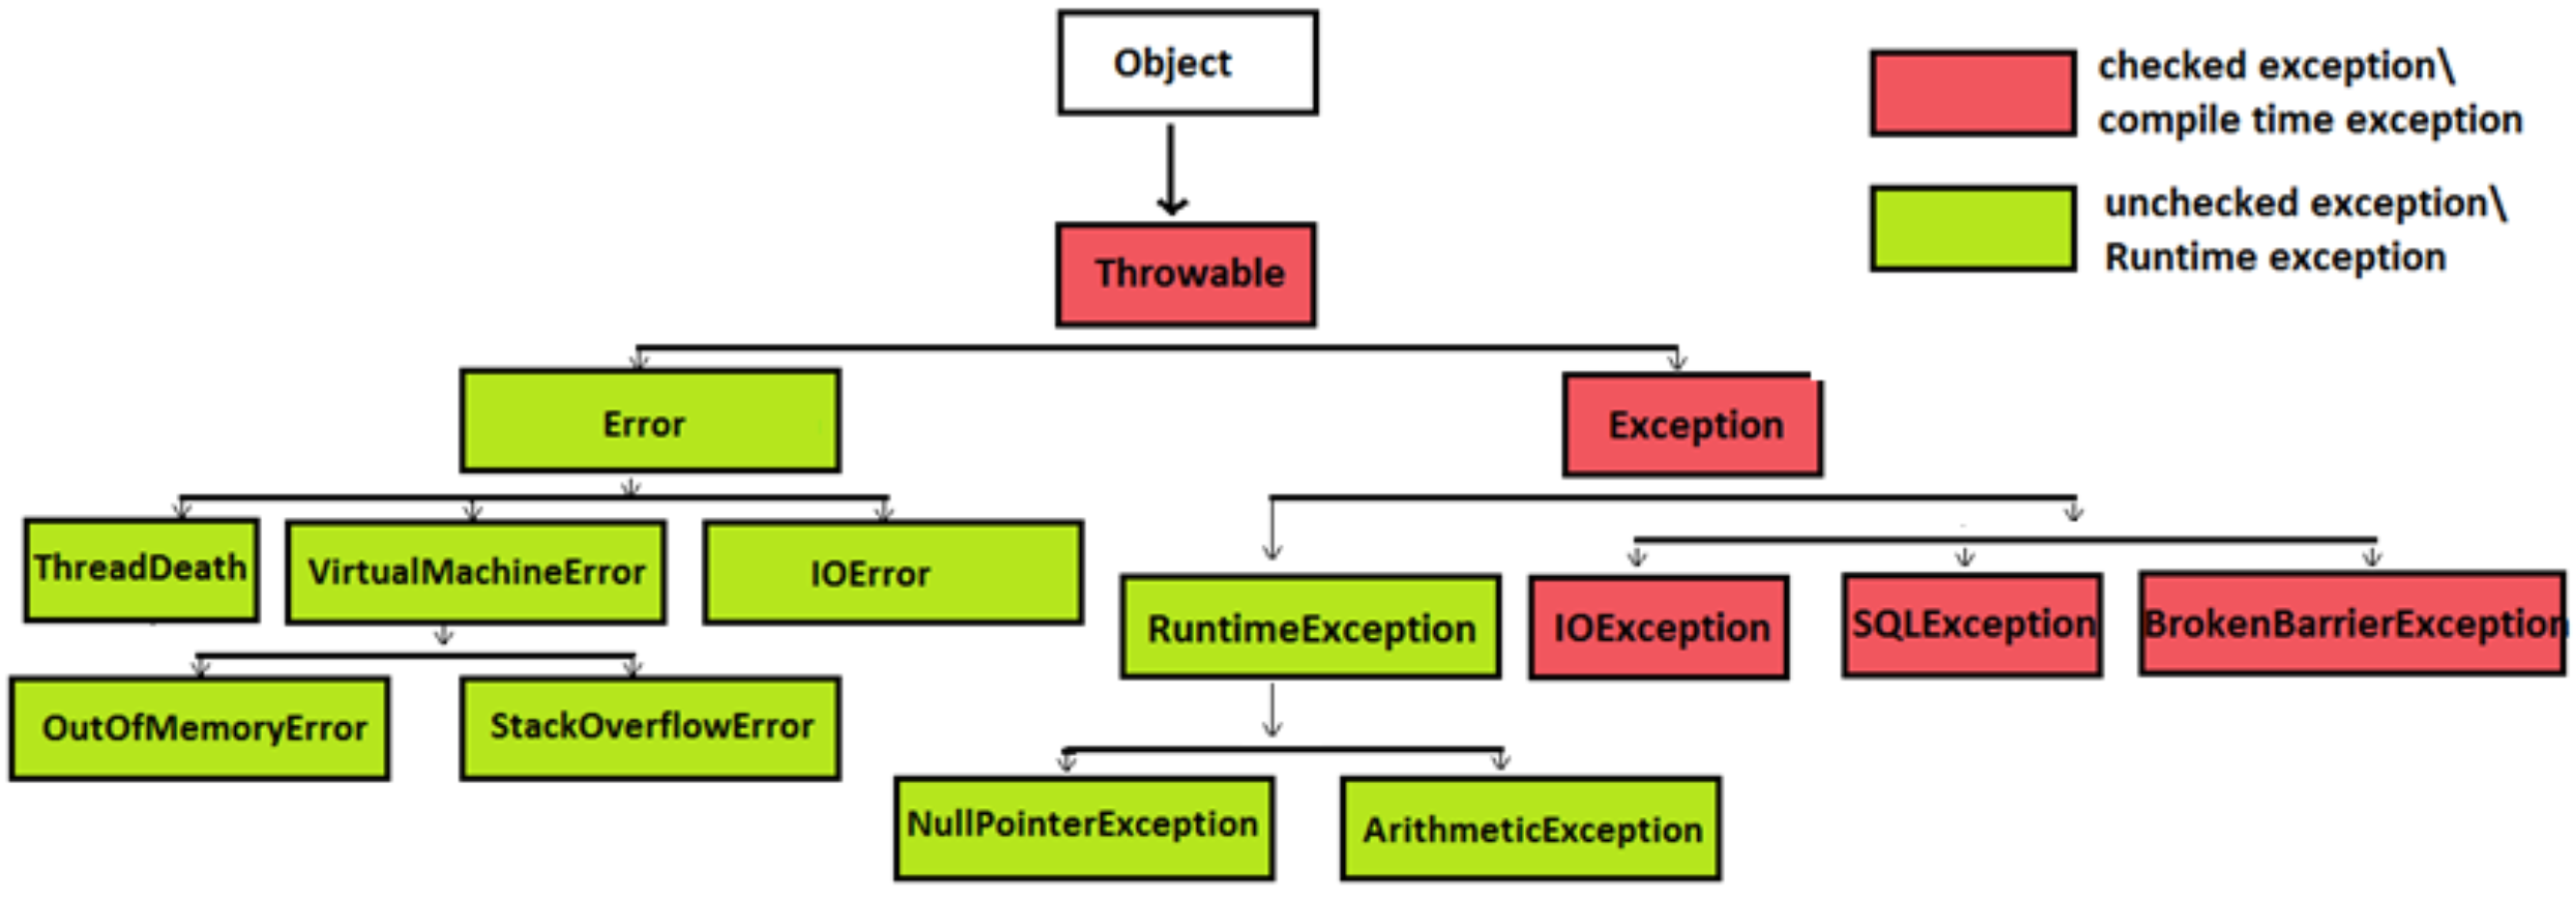 Object
checked exception\
compile time exception
unchecked exception\
Runtime exception
Throwable
Error
Exception
ThreadDeath
VirtualMachineError
IOError
RuntimeException
IOException
SQLException
BrokenBarrierException
OutOfMemoryError
StackOverflowError
NullPointerException
ArithmeticException